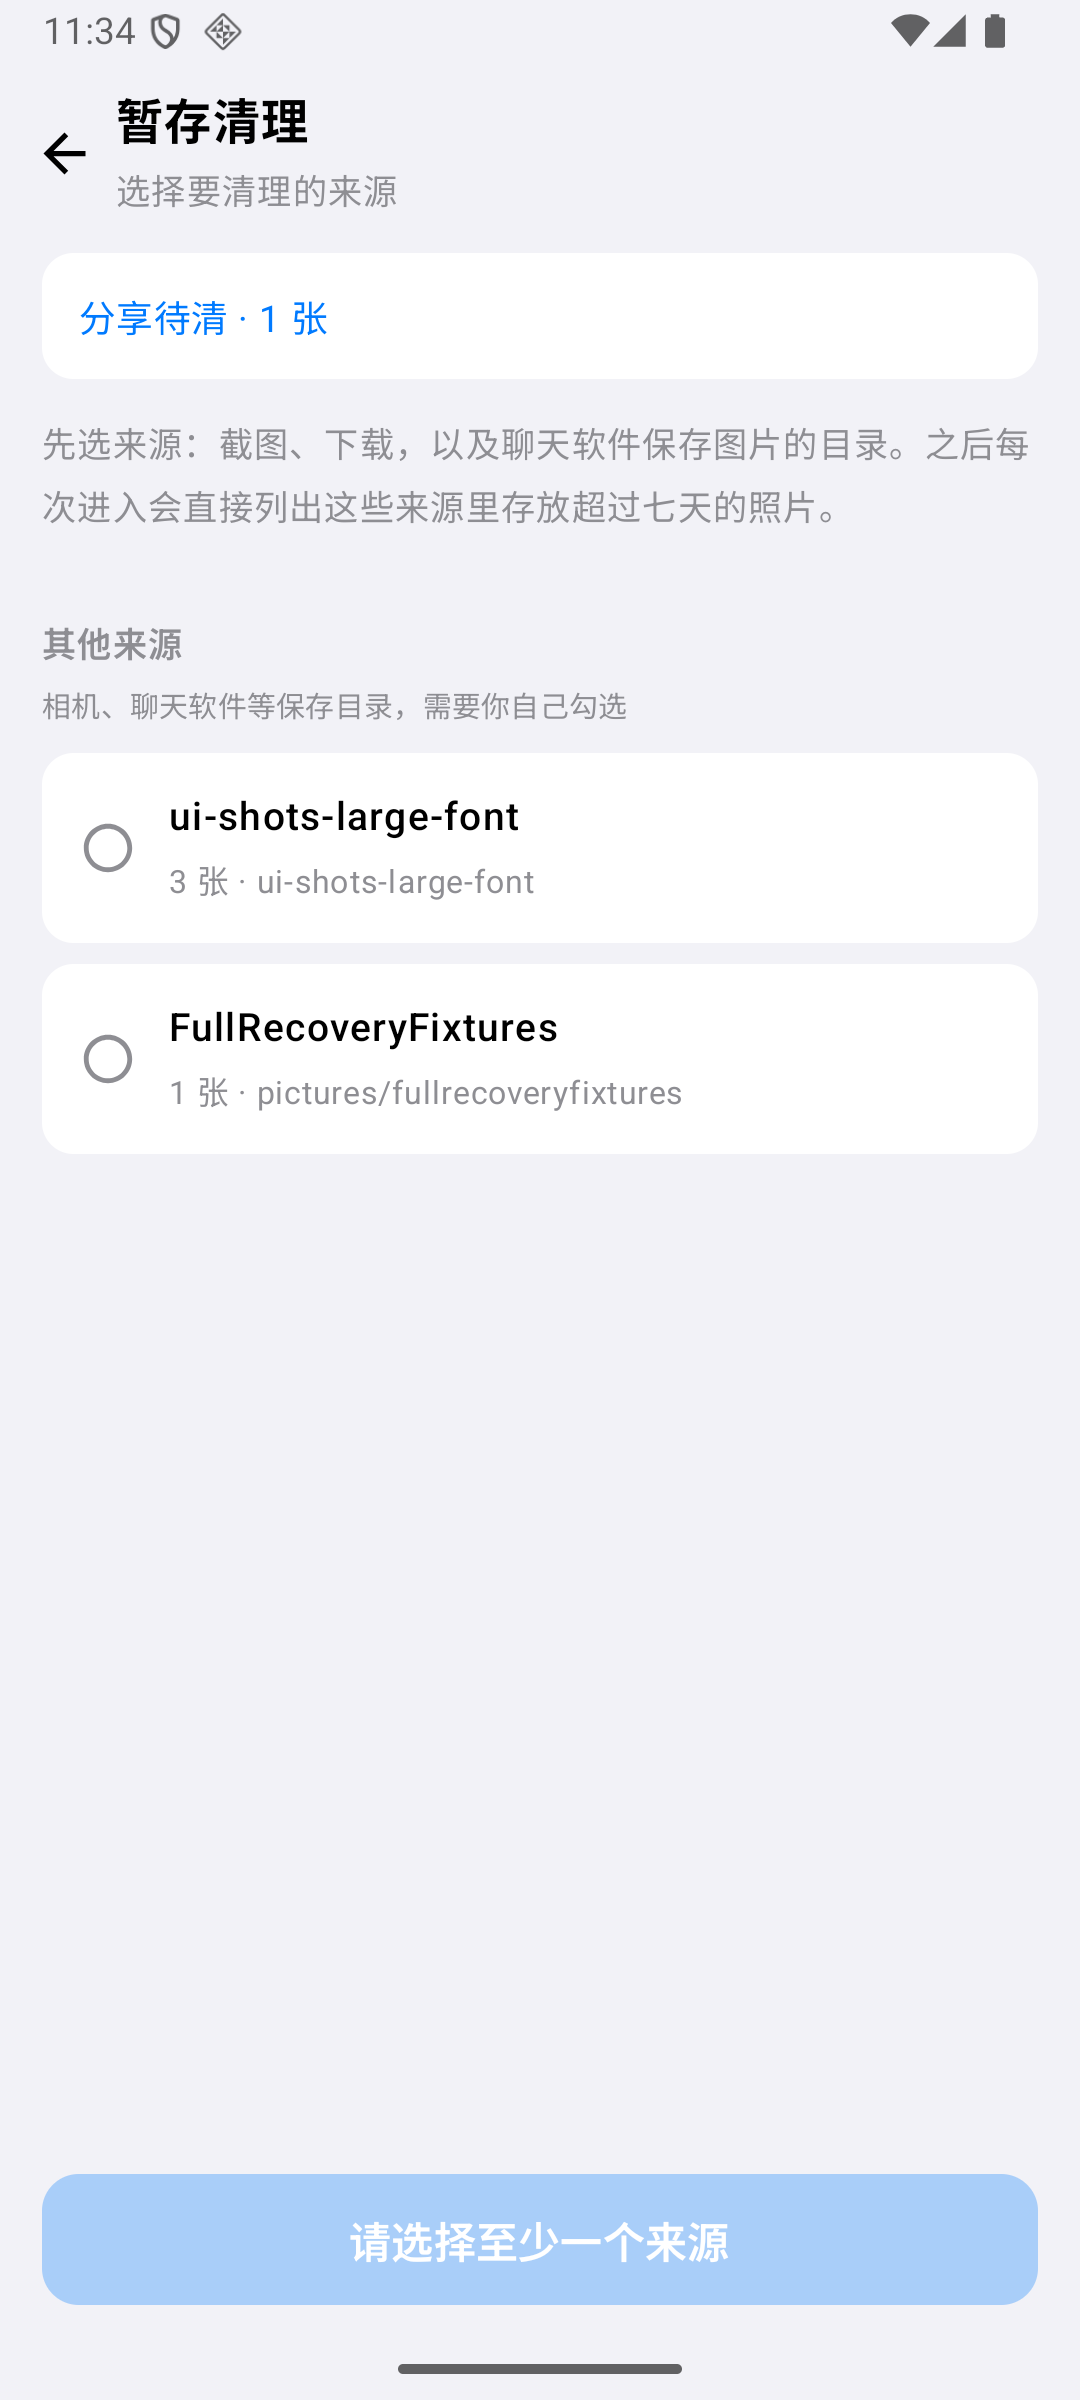 11:34
暂存清理
选择要清理的来源
分享待清 · 1 张
先选来源：截图、下载，以及聊天软件保存图片的目录。之后每
次进入会直接列出这些来源里存放超过七天的照片。
其他来源
相机、聊天软件等保存目录，需要你自己勾选
ui-shots-large-font
3 张 · ui-shots-large-font
FullRecoveryFixtures
1 张 · pictures/fullrecoveryfixtures
请选择至少一个来源